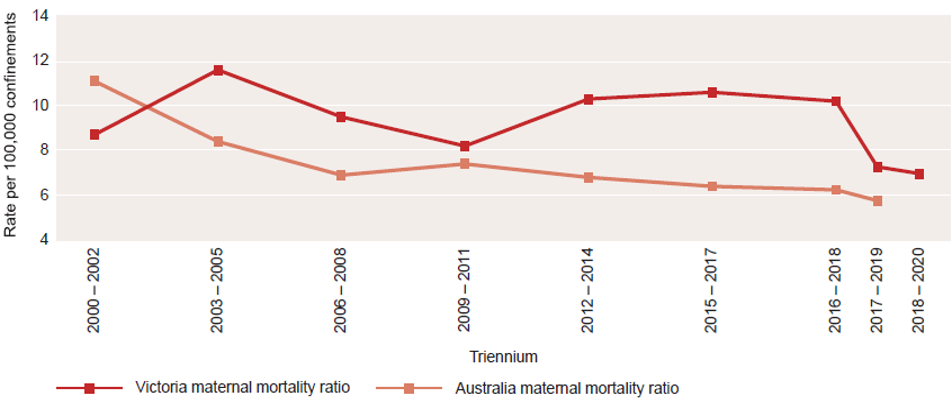 Rate per 100,000 confinements
14
12
10
8
6
4
2000 – 2002
2003 – 2005
2006 – 2008
2009 – 2011
2012 – 2014
2015 – 2017
2016 – 2018
2017 – 2019
2018 – 2020
Triennium
Victoria maternal mortality ratio
Australia maternal mortality ratio